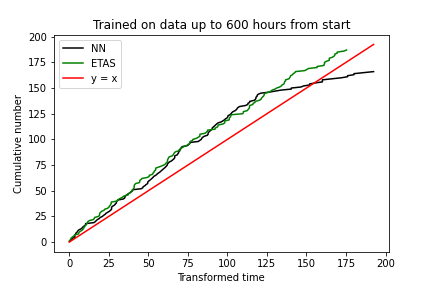 Trained on data up to 600 hours from start
NN
ETAS
y = x
Cumulative number
200
175
150
125
100
75
50
25
0
0 25 50 75 100 125 150 175 200
Transformed time